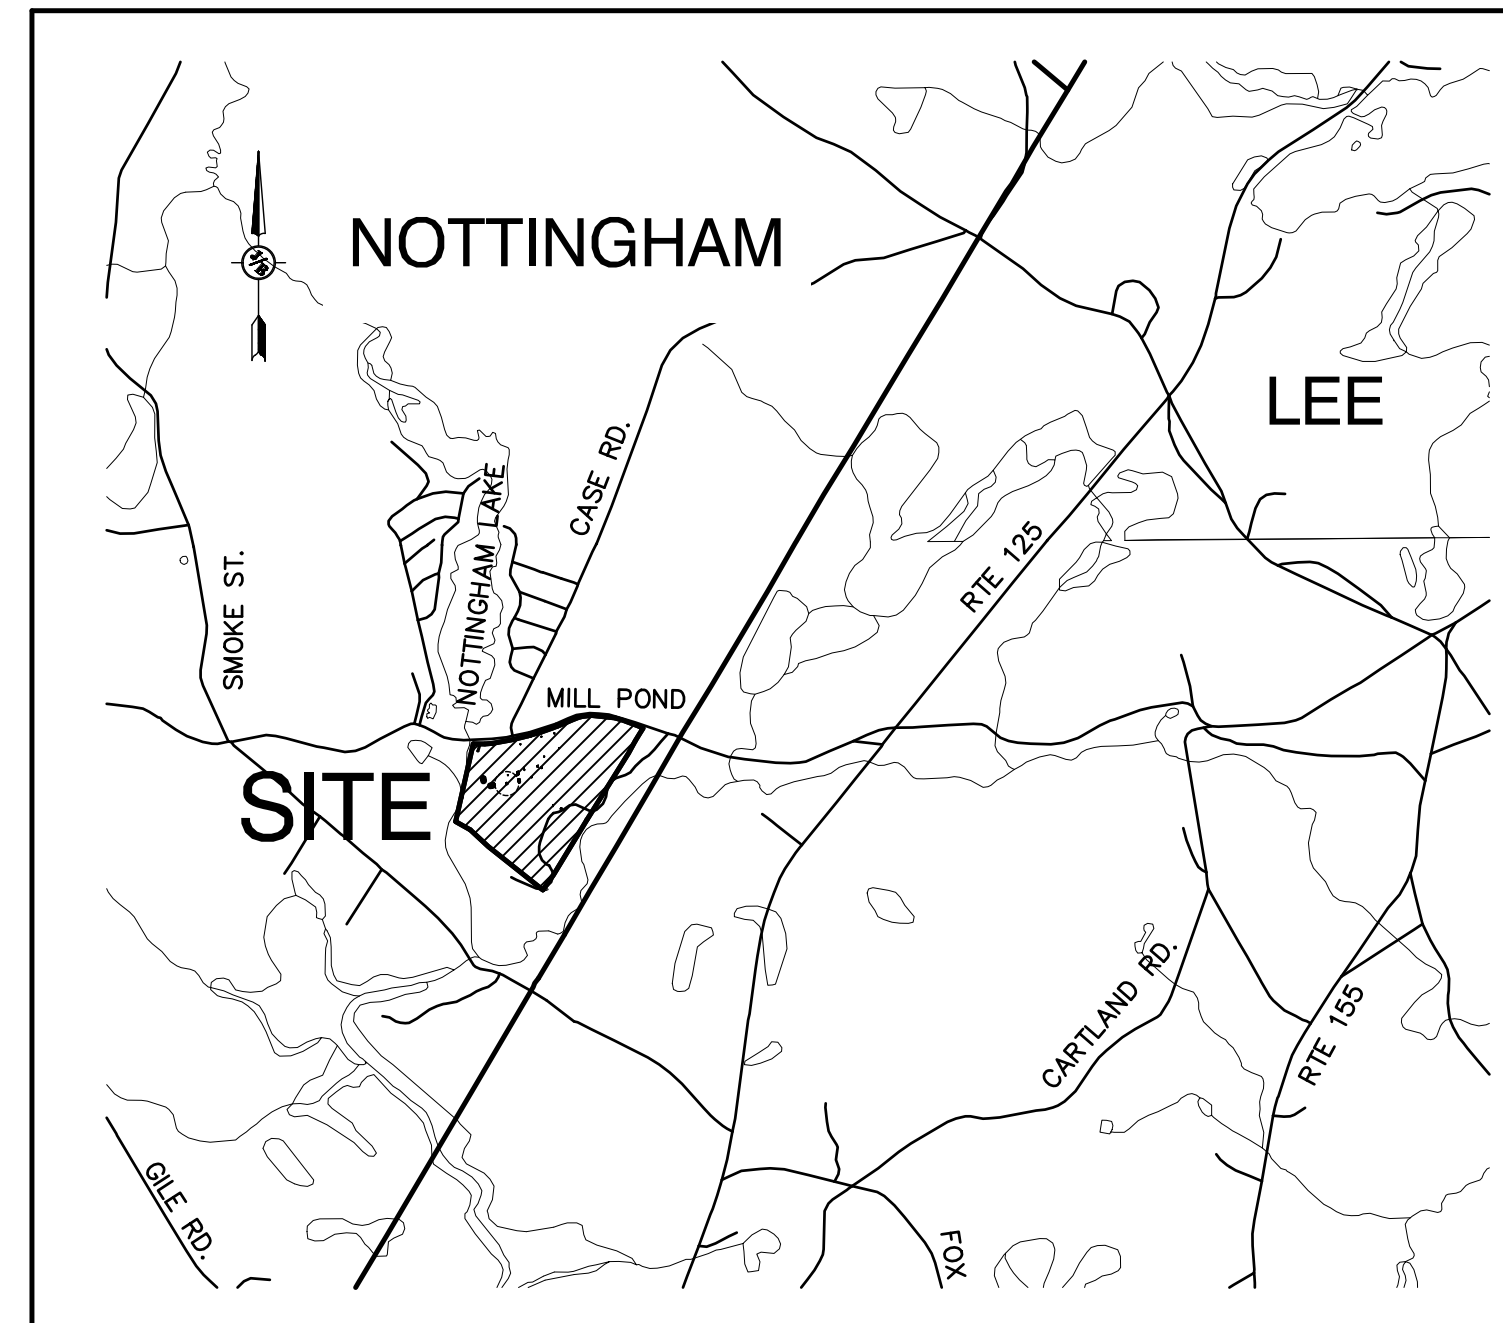 NOTTINGHAM
J/B
LEE
CASE RD.
NOTTINGHAM LAKE
SMOKE ST.
RTE 125
MILL POND
SITE
CARTLAND RD.
RTE 155
GILE RD.
FOX